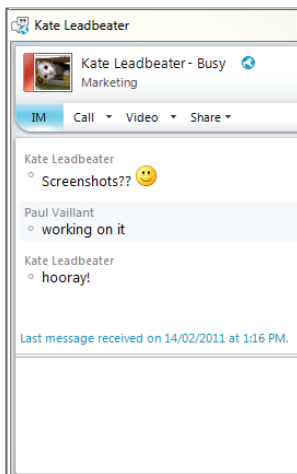 Kate Leadbeater
Kate Leadbeater - Busy
Marketing
IM Call Video Share
Kate Leadbeater
Screenshots??
Paul Vaillant
working on it
Kate Leadbeater
hooray!
Last message received on 14/02/2011 at 1:16 PM.